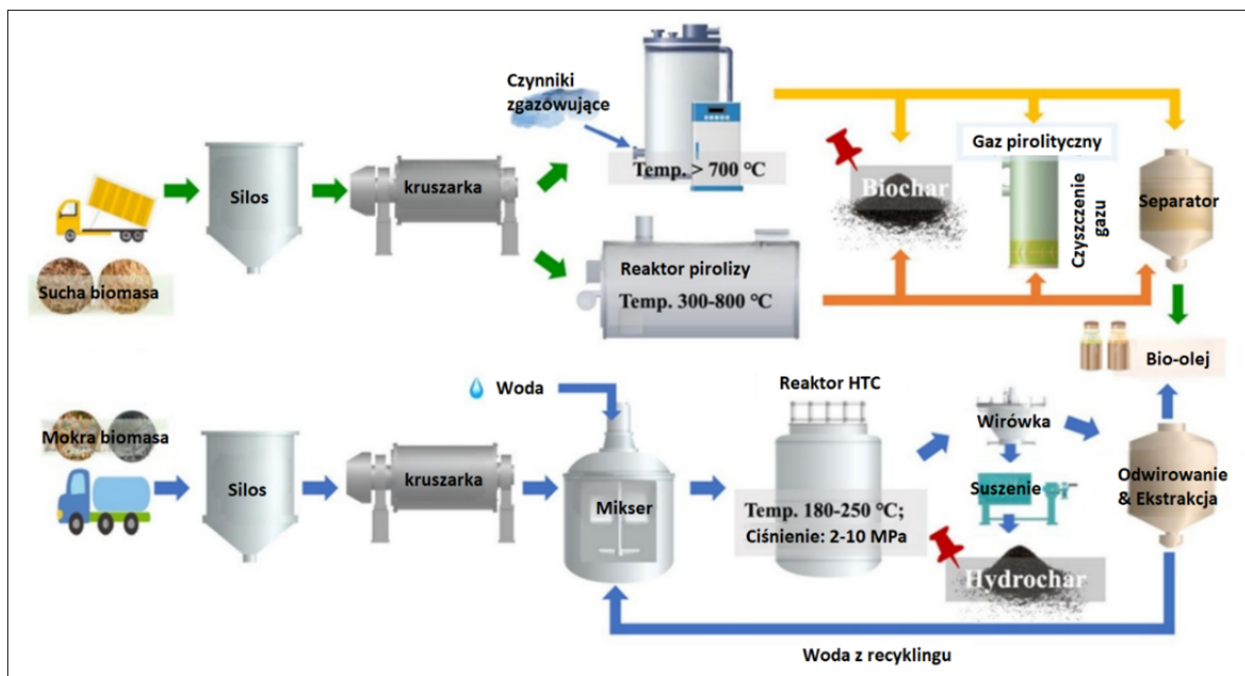 Czynniki
zgazowujące
Temp. > 700 °C
Gaz pirolityczny
Biochar
Czyszczenie
gazu
Separator
Silos
kruszarka
Sucha biomasa
Reaktor pirolizy
Temp. 300-800 °C
Bio-olej
Woda
Reaktor HTC
Wirówka
Mokra biomasa
Silos
kruszarka
Mikser
Temp. 180-250 °C;
Ciśnienie: 2-10 MPa
Suszenie
Odwirowanie
& Ekstrakcja
Hydrochar
Woda z recyklingu